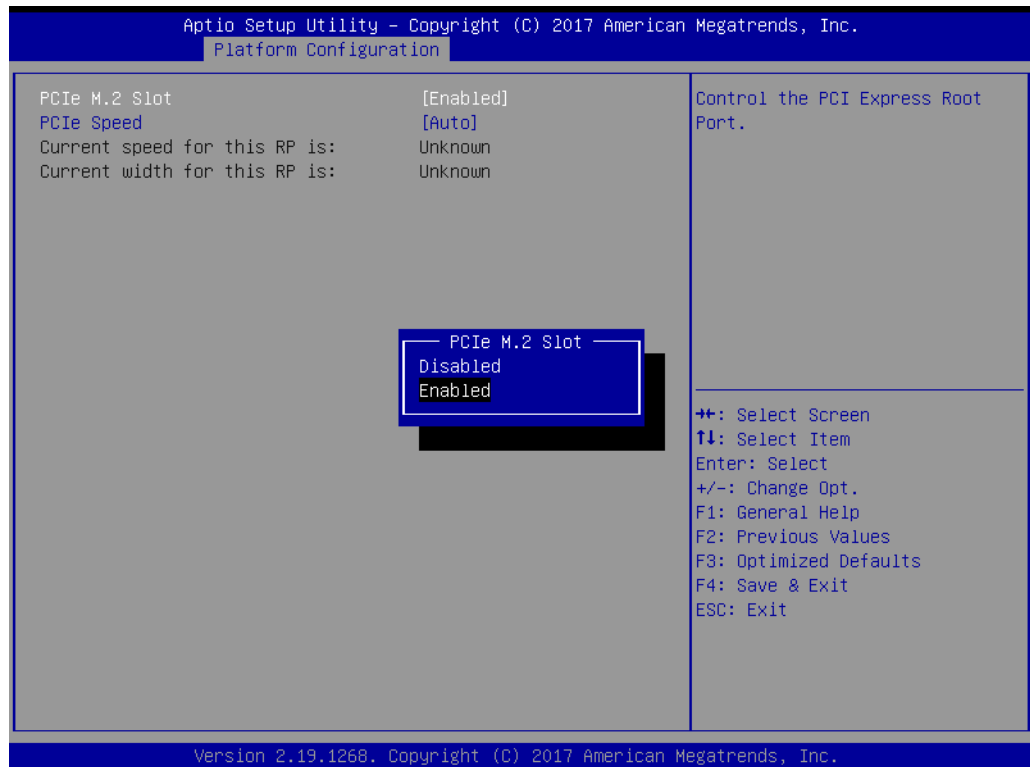 Aptio Setup Utility – Copyright (C) 2017 American Megatrends, Inc.
Platform Configuration
PCIe M.2 Slot [Enabled]
PCIe Speed [Auto]
Current speed for this RP is: Unknown
Current width for this RP is: Unknown
Control the PCI Express Root
Port.
PCIe M.2 Slot
Disabled
Enabled
→←: Select Screen
↑↓: Select Item
Enter: Select
+/-: Change Opt.
F1: General Help
F2: Previous Values
F3: Optimized Defaults
F4: Save & Exit
ESC: Exit
Version 2.19.1268. Copyright (C) 2017 American Megatrends, Inc.